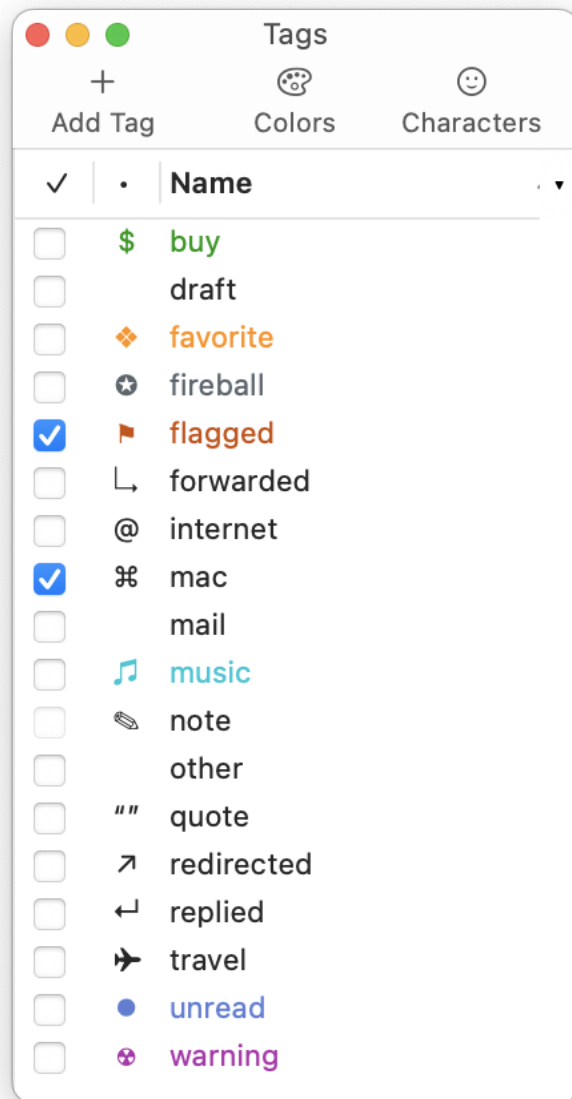 Tags
Add Tag Colors Characters
✓ • Name
$ buy
draft
❖ favorite
✪ fireball
⚑ flagged
forwarded
@ internet
⌘ mac
mail
♫ music
✎ note
other
"" quote
↗ redirected
↵ replied
✈ travel
● unread
☢ warning